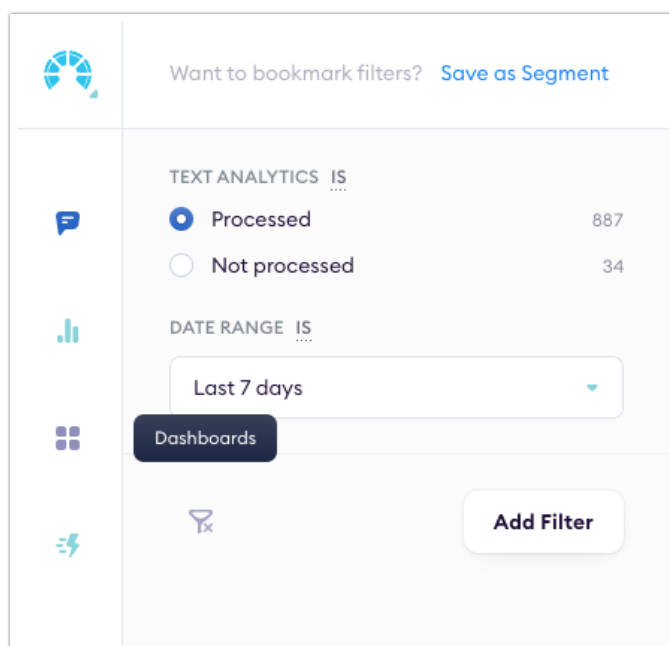 Want to bookmark filters? Save as Segment
TEXT ANALYTICS IS
Processed 887
Not processed 34
DATE RANGE IS
Last 7 days
Dashboards
Add Filter